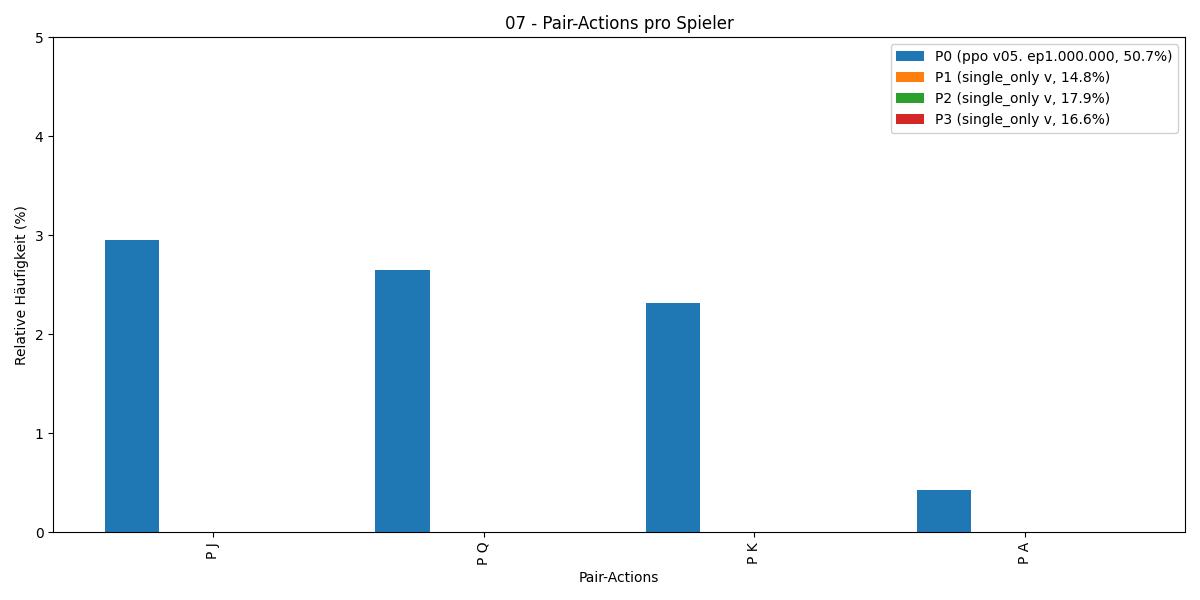 07 - Pair-Actions pro Spieler
P0 (ppo v05. ep1.000.000, 50.7%)
P1 (single_only v, 14.8%)
P2 (single_only v, 17.9%)
P3 (single_only v, 16.6%)
Relative Häufigkeit (%)
5
4
3
2
1
0
P J
P Q
P K
P A
Pair-Actions